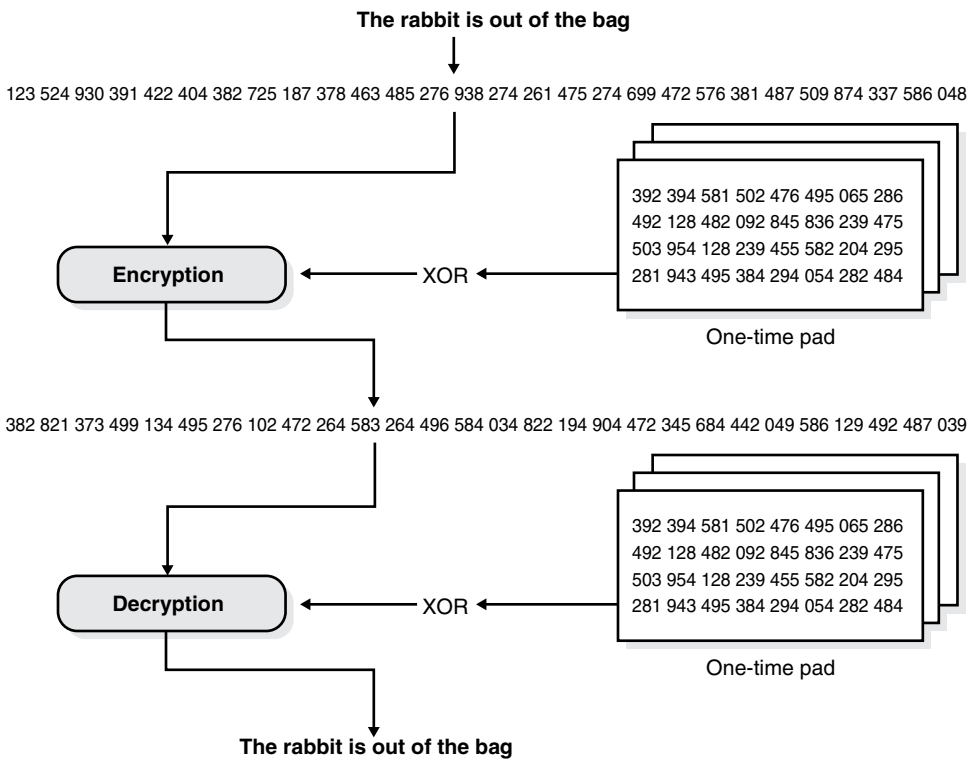 The rabbit is out of the bag
123 524 930 391 422 404 382 725 187 378 463 485 276 938 274 261 475 274 699 472 576 381 487 509 874 337 586 048
392 394 581 502 476 495 065 286
492 128 482 092 845 836 239 475
503 954 128 239 455 582 204 295
281 943 495 384 294 054 282 484
Encryption
XOR
One-time pad
382 821 373 499 134 495 276 102 472 264 583 264 496 584 034 822 194 904 472 345 684 442 049 586 129 492 487 039
392 394 581 502 476 495 065 286
492 128 482 092 845 836 239 475
503 954 128 239 455 582 204 295
281 943 495 384 294 054 282 484
Decryption
XOR
One-time pad
The rabbit is out of the bag